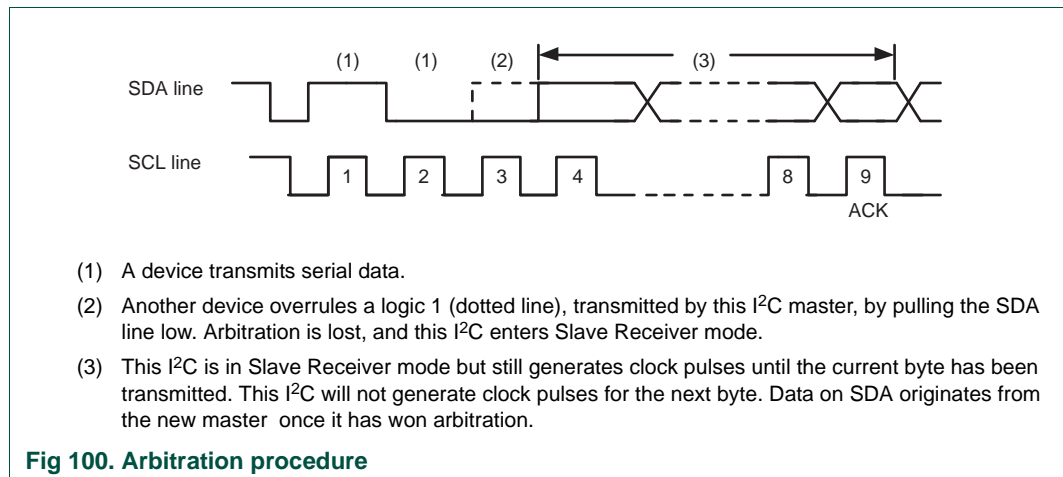 (1) (1) (2) (3)
SDA line
SCL line
1 2 3 4 8 9
ACK
(1) A device transmits serial data.
(2) Another device overrules a logic 1 (dotted line), transmitted by this I2C master, by pulling the SDA
line low. Arbitration is lost, and this I2C enters Slave Receiver mode.
(3) This I2C is in Slave Receiver mode but still generates clock pulses until the current byte has been
transmitted. This I2C will not generate clock pulses for the next byte. Data on SDA originates from
the new master once it has won arbitration.
Fig 100. Arbitration procedure